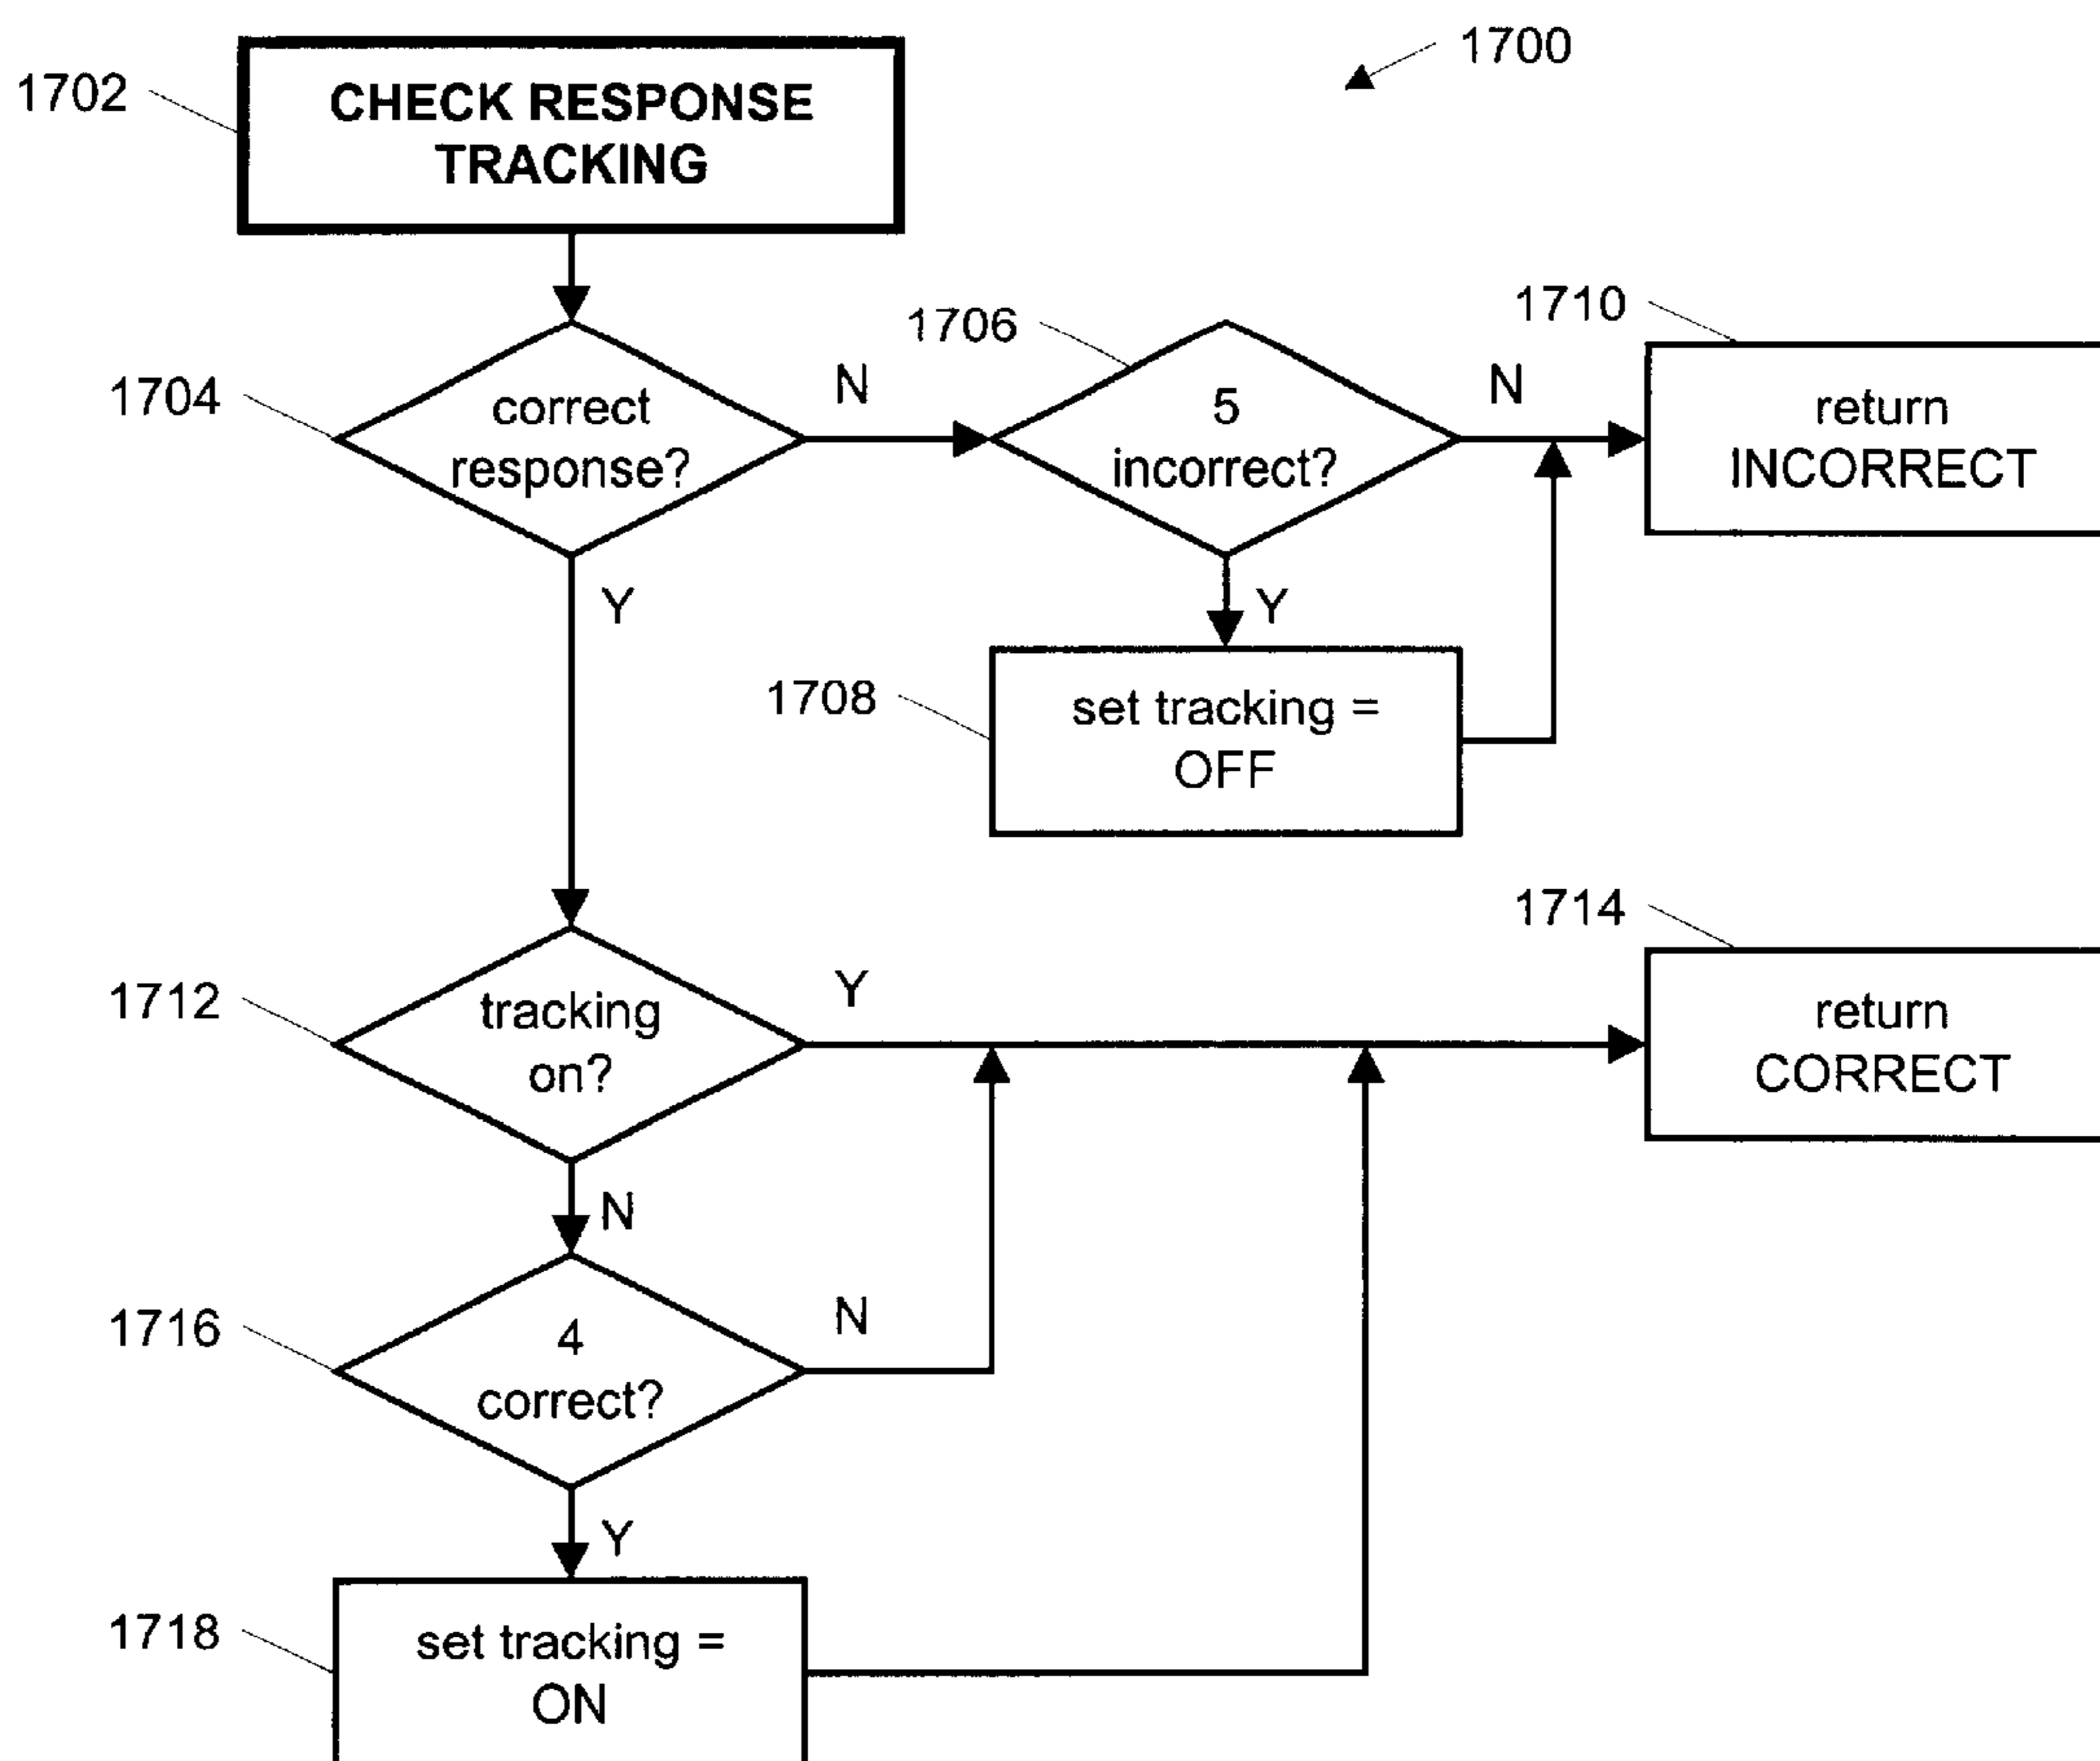 1700
1702
CHECK RESPONSE
TRACKING
1704
correct
response?
N
Y
1706
5
incorrect?
N
Y
1710
return
INCORRECT
1708
set tracking =
OFF
1712
tracking
on?
Y
N
1714
return
CORRECT
1716
4
correct?
N
Y
1718
set tracking =
ON